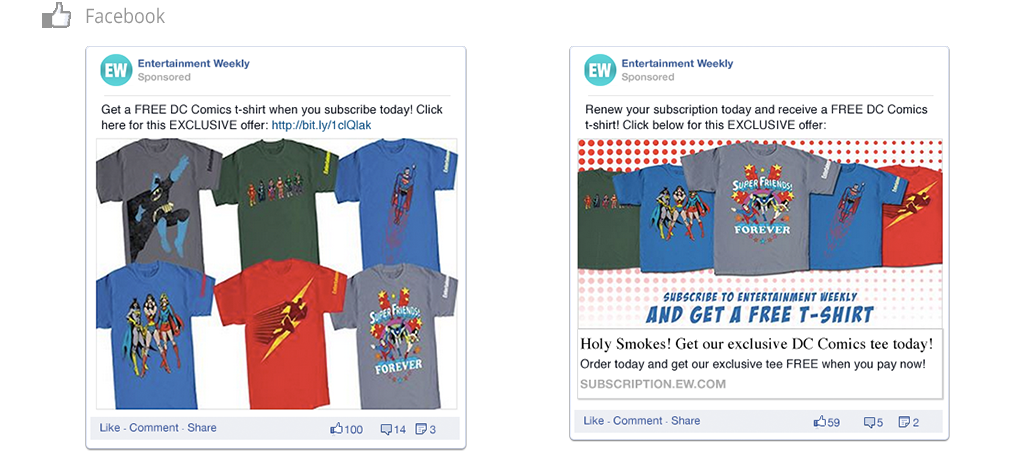 Facebook
EW
Entertainment Weekly
Sponsored
Get a FREE DC Comics t-shirt when you subscribe today! Click
here for this EXCLUSIVE offer: http://bit.ly/1clQlak
SUPER FRIENDS!
FOREVER
Like · Comment · Share
100
14
3
EW
Entertainment Weekly
Sponsored
Renew your subscription today and receive a FREE DC Comics
t-shirt! Click below for this EXCLUSIVE offer:
SUPER FRIENDS!
FOREVER
SUBSCRIBE TO ENTERTAINMENT WEEKLY
AND GET A FREE T-SHIRT
Holy Smokes! Get our exclusive DC Comics tee today!
Order today and get our exclusive tee FREE when you pay now!
SUBSCRIPTION.EW.COM
Like · Comment · Share
59
5
2